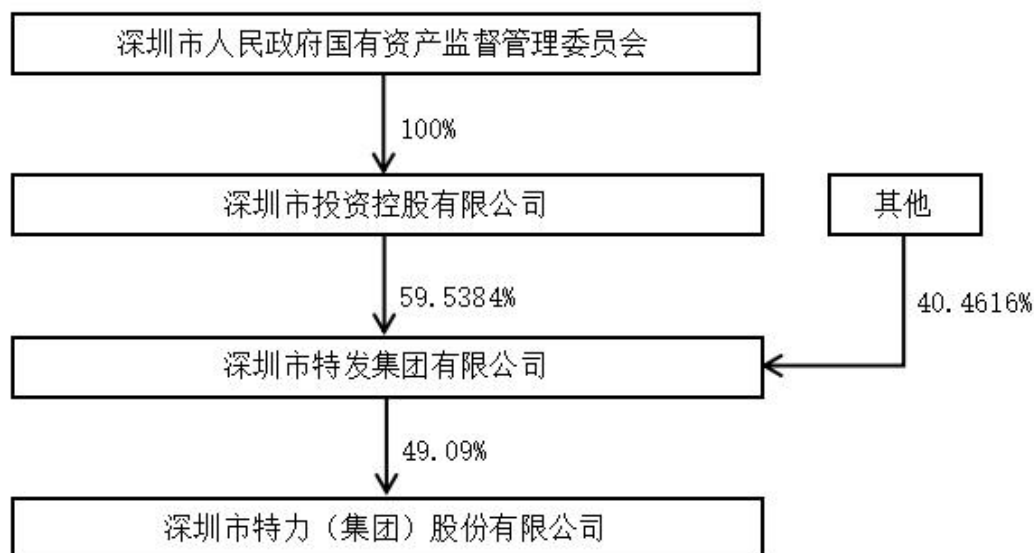 深圳市人民政府国有资产监督管理委员会
100%
深圳市投资控股有限公司
其他
59.5384%
40.4616%
深圳市特发集团有限公司
49.09%
深圳市特力（集团）股份有限公司